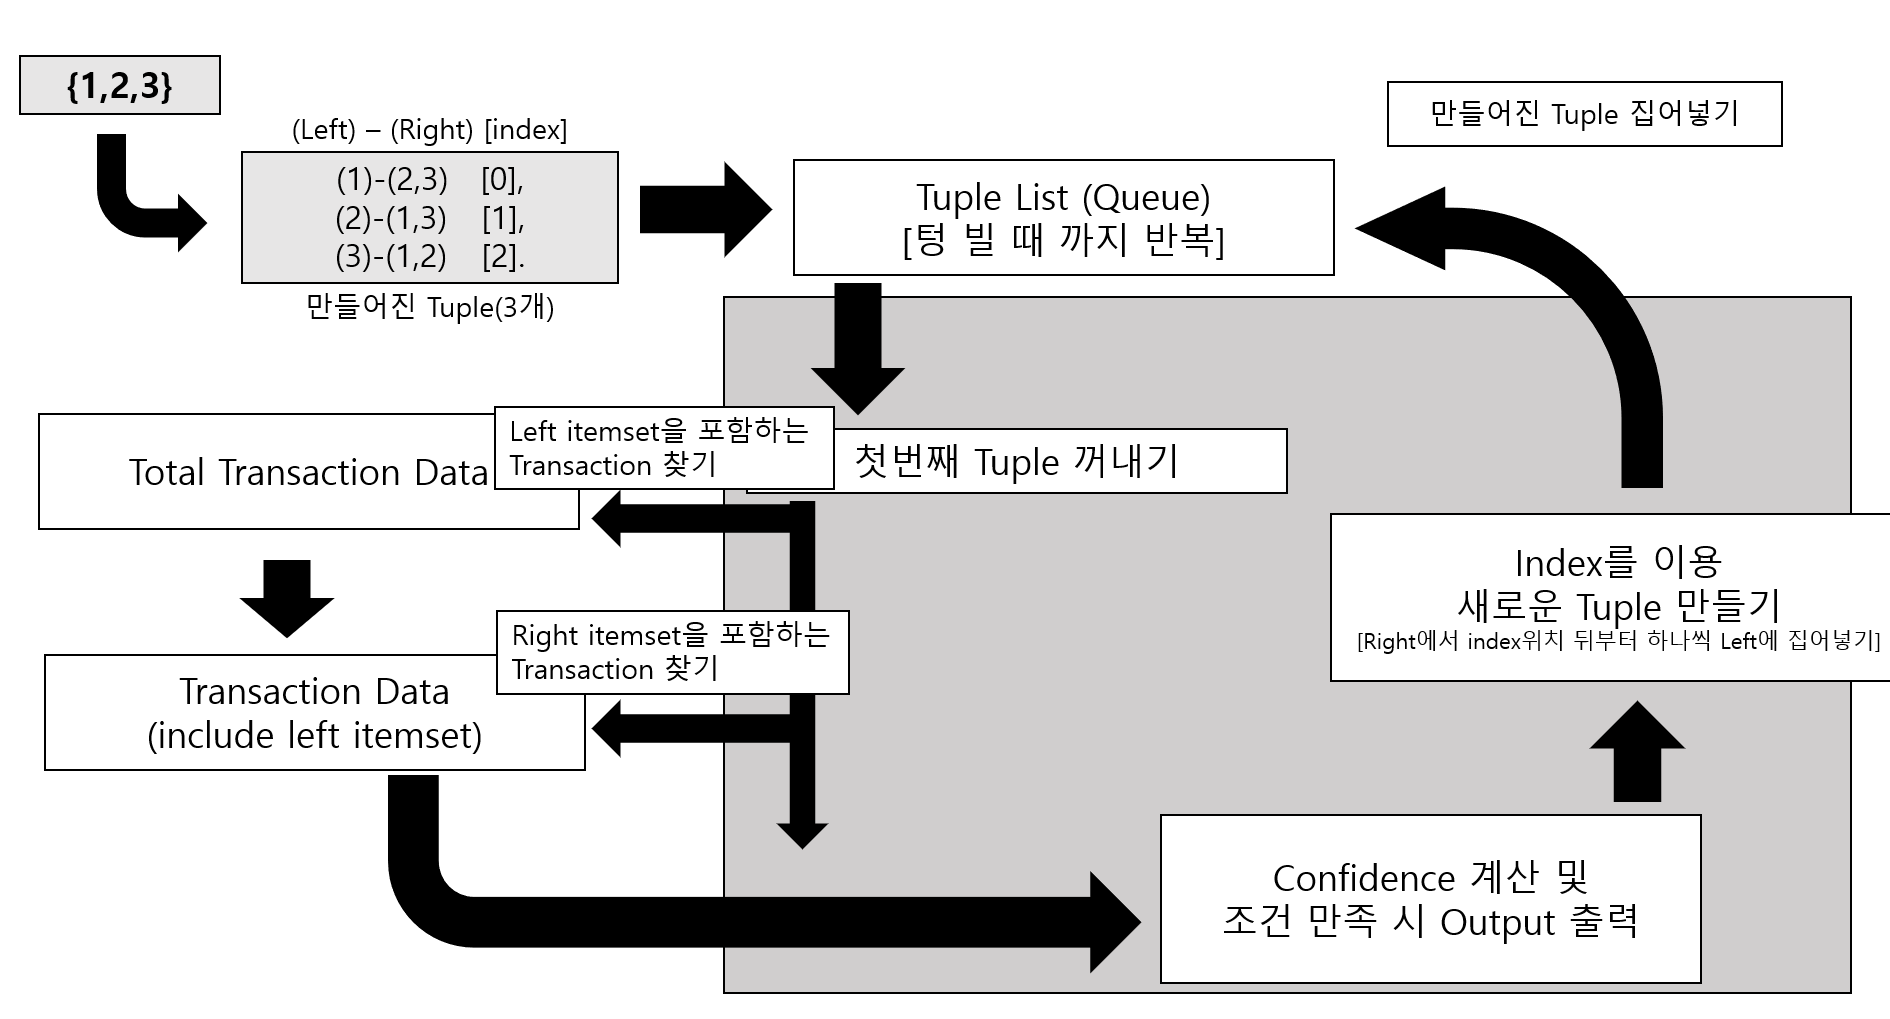 {1,2,3}
(Left) – (Right) [index]
(1)-(2,3) [0],
(2)-(1,3) [1],
(3)-(1,2) [2].
만들어진 Tuple(3개)
Tuple List (Queue)
[텅 빌 때 까지 반복]
만들어진 Tuple 집어넣기
첫번째 Tuple 꺼내기
Left itemset을 포함하는
Transaction 찾기
Total Transaction Data
Right itemset을 포함하는
Transaction 찾기
Transaction Data
(include left itemset)
Confidence 계산 및
조건 만족 시 Output 출력
Index를 이용
새로운 Tuple 만들기
[Right에서 index위치 뒤부터 하나씩 Left에 집어넣기]